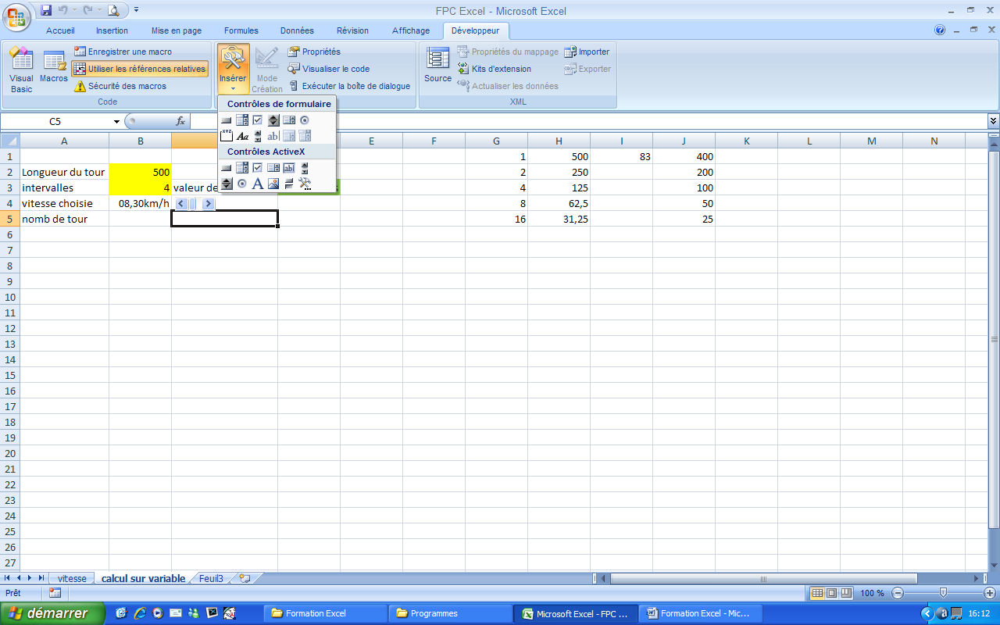 FPC Excel - Microsoft Excel
Accueil Insertion Mise en page Formules Données Révision Affichage Développeur
Visual Basic
Macros
Enregistrer une macro
Utiliser les références relatives
Sécurité des macros
Code
Insérer
Mode Création
Propriétés
Visualiser le code
Exécuter la boîte de dialogue
Source
Propriétés du mappage
Kits d'extension
Actualiser les données
Importer
Exporter
XML
Contrôles de formulaire
XYZ
Aa
ab|
Contrôles ActiveX
abl
A
C5 fx
A B E F G H I J K L M N
1 1 500 83 400
2 Longueur du tour 500 2 250 200
3 intervalles 4 valeur de 4 125 100
4 vitesse choisie 08,30km/h 8 62,5 50
5 nomb de tour 16 31,25 25
6
7
8
9
10
11
12
13
14
15
16
17
18
19
20
21
22
23
24
25
26
27
vitesse calcul sur variable Feuil3
Prêt 100 %
démarrer Formation Excel Programmes Microsoft Excel - FPC ... Formation Excel - Mic... 16:12